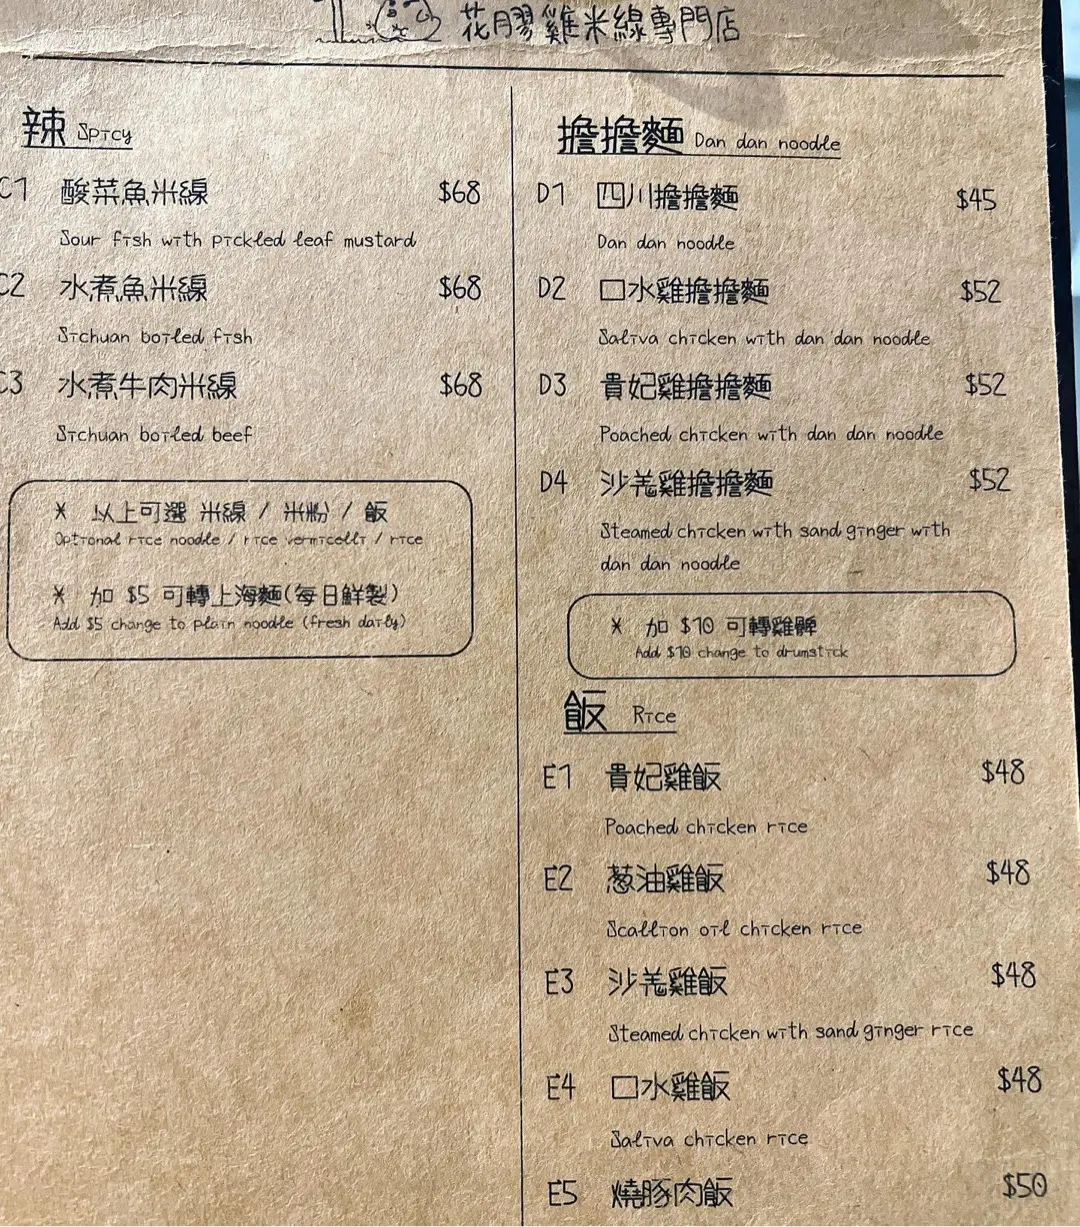 花膠雞米線專門店
辣 Spicy
C1 酸菜魚米線 $68
Sour fish with pickled leaf mustard
C2 水煮魚米線 $68
Sichuan boiled fish
C3 水煮牛肉米線 $68
Sichuan boiled beef
* 以上可選 米線 / 米粉 / 飯
Optional rice noodle / rice vermicelli / rice
* 加 $5 可轉上海麵(每日鮮製)
Add $5 change to plain noodle (fresh daily)
擔擔麵 Dan dan noodle
D1 四川擔擔麵 $45
Dan dan noodle
D2 口水雞擔擔麵 $52
Saliva chicken with dan dan noodle
D3 貴妃雞擔擔麵 $52
Poached chicken with dan dan noodle
D4 沙羌雞擔擔麵 $52
Steamed chicken with sand ginger with
dan dan noodle
* 加 $10 可轉雞髀
Add $10 change to drumstick
飯 Rice
E1 貴妃雞飯 $48
Poached chicken rice
E2 葱油雞飯 $48
Scallion oil chicken rice
E3 沙羌雞飯 $48
Steamed chicken with sand ginger rice
E4 口水雞飯 $48
Saliva chicken rice
E5 燒豚肉飯 $50